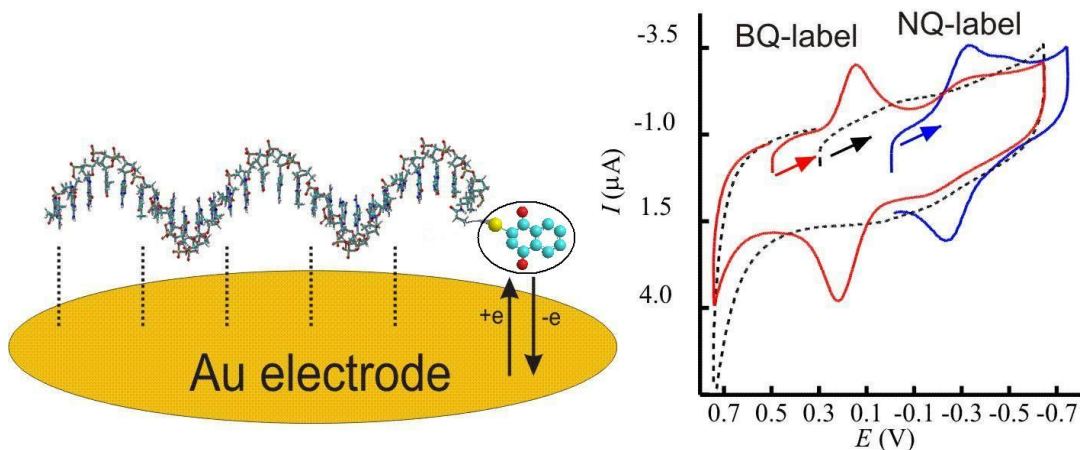 +e
-e
Au electrode
BQ-label
NQ-label
-3.5
-1.0
1.5
4.0
I (µA)
0.7 0.5 0.3 0.1 -0.1 -0.3 -0.5 -0.7
E (V)